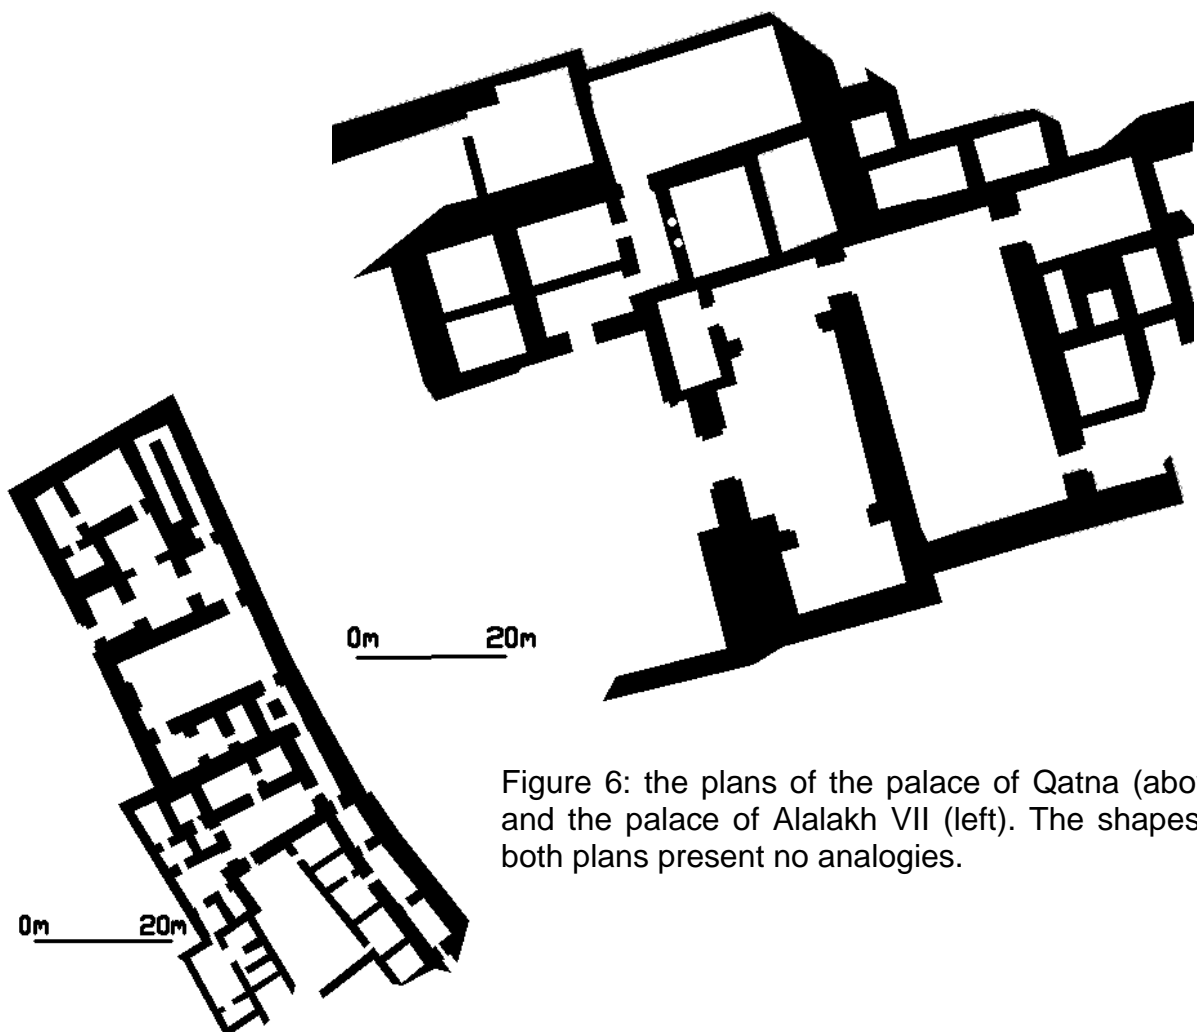 0m 20m
Figure 6: the plans of the palace of Qatna (abo
and the palace of Alalakh VII (left). The shapes
both plans present no analogies.
0m 20m